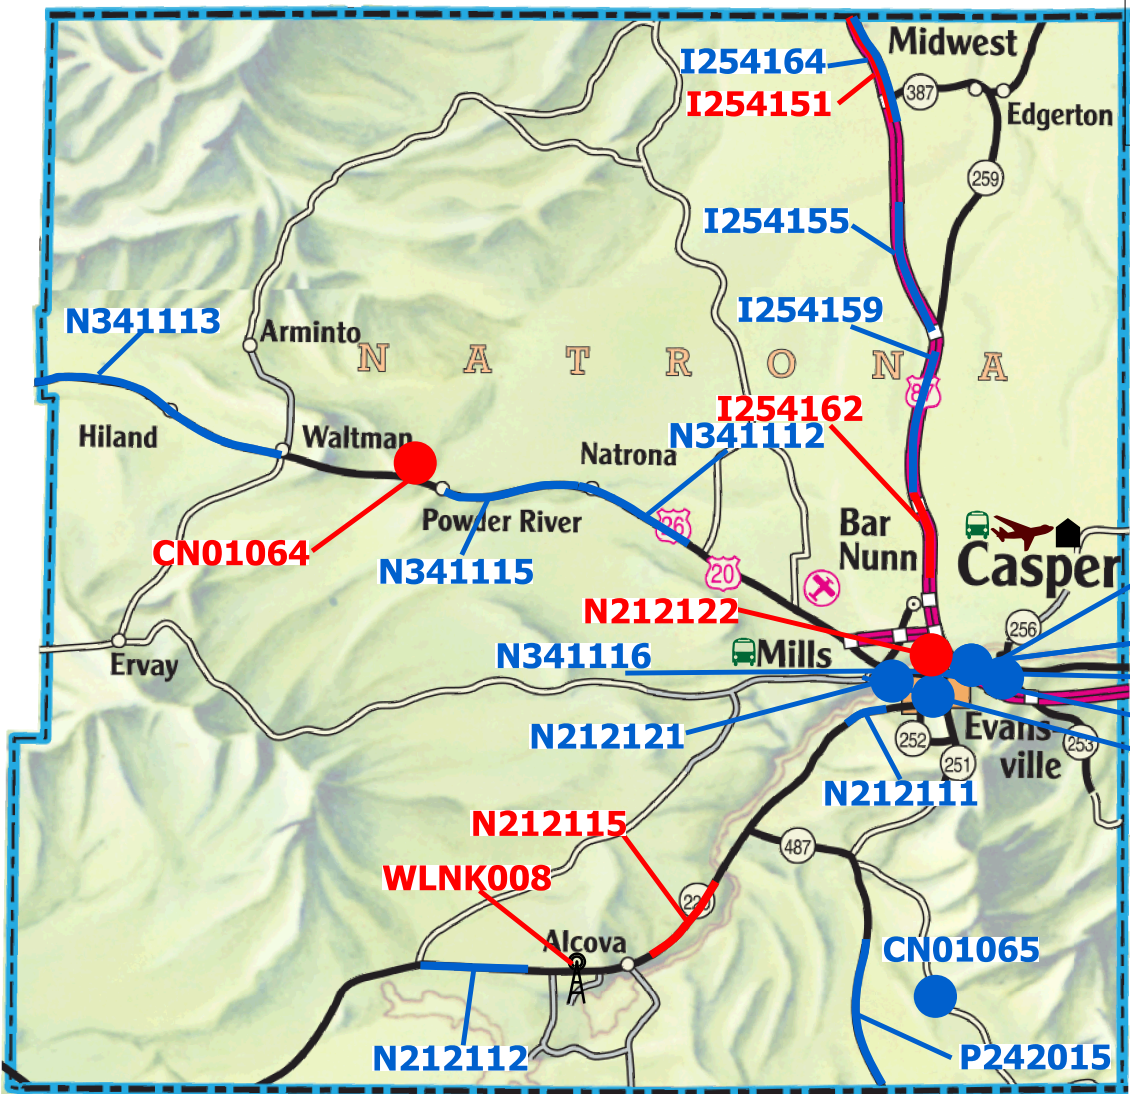 Midwest
I254164
I254151
387
Edgerton
259
I254155
N341113
I254159
Arminto
N A T R O N A
87
I254162
Hiland
Waltman
N341112
Natrona
Powder River
26
Bar
Nunn
CN01064
N341115
20
Casper
N212122
256
Ervay
N341116
Mills
N212121
252
Evans-
ville
253
251
N212111
N212115
487
WLNK008
220
Alcova
CN01065
N212112
P242015